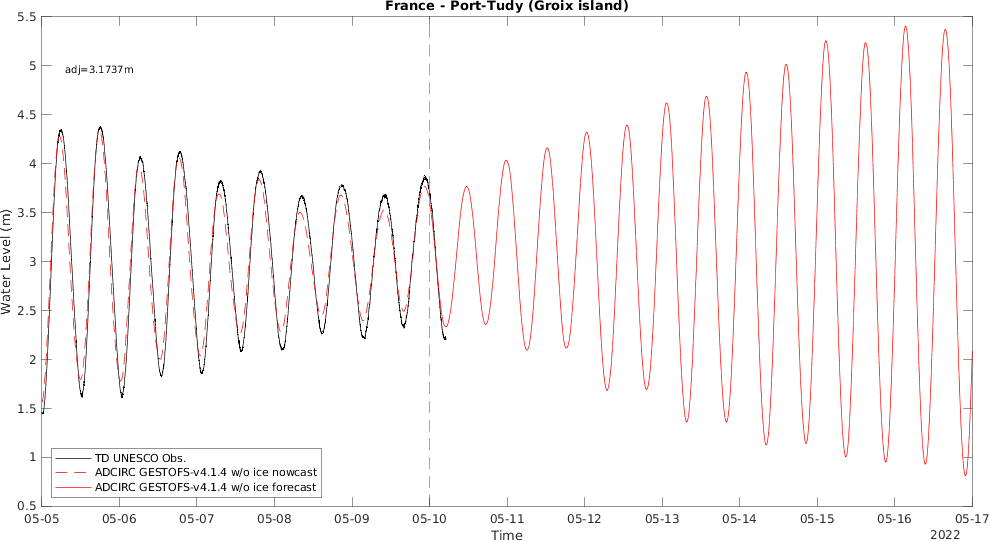 France - Port-Tudy (Groix island)
adj=3.1737m
5.5
5
4.5
4
3.5
3
2.5
2
1.5
1
0.5
Water Level (m)
TD UNESCO Obs.
ADCIRC GESTOFS-v4.1.4 w/o ice nowcast
ADCIRC GESTOFS-v4.1.4 w/o ice forecast
05-05 05-06 05-07 05-08 05-09 05-10 05-11 05-12 05-13 05-14 05-15 05-16 05-17
Time
2022